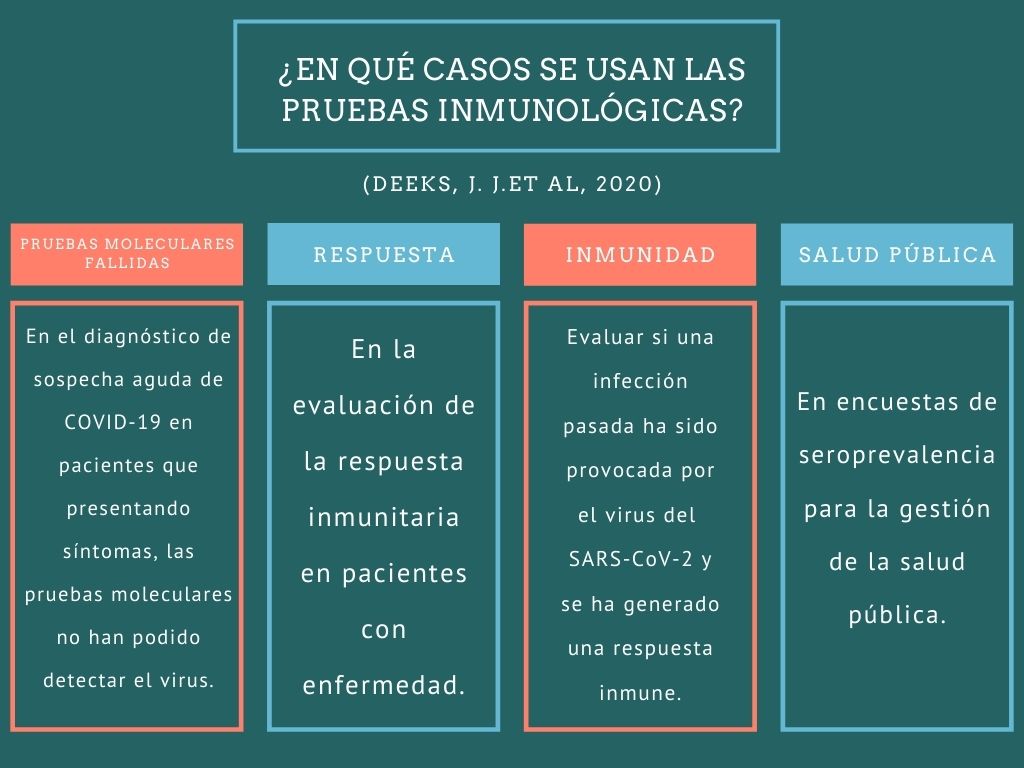 ¿EN QUÉ CASOS SE USAN LAS
PRUEBAS INMUNOLÓGICAS?
(DEEKS, J. J.ET AL, 2020)
PRUEBAS MOLECULARES
FALLIDAS
En el diagnóstico de
sospecha aguda de
COVID-19 en
pacientes que
presentando
síntomas, las
pruebas moleculares
no han podido
detectar el virus.
RESPUESTA
En la
evaluación de
la respuesta
inmunitaria
en pacientes
con
enfermedad.
INMUNIDAD
Evaluar si una
infección
pasada ha sido
provocada por
el virus del
SARS-CoV-2 y
se ha generado
una respuesta
inmune.
SALUD PÚBLICA
En encuestas de
seroprevalencia
para la gestión
de la salud
pública.